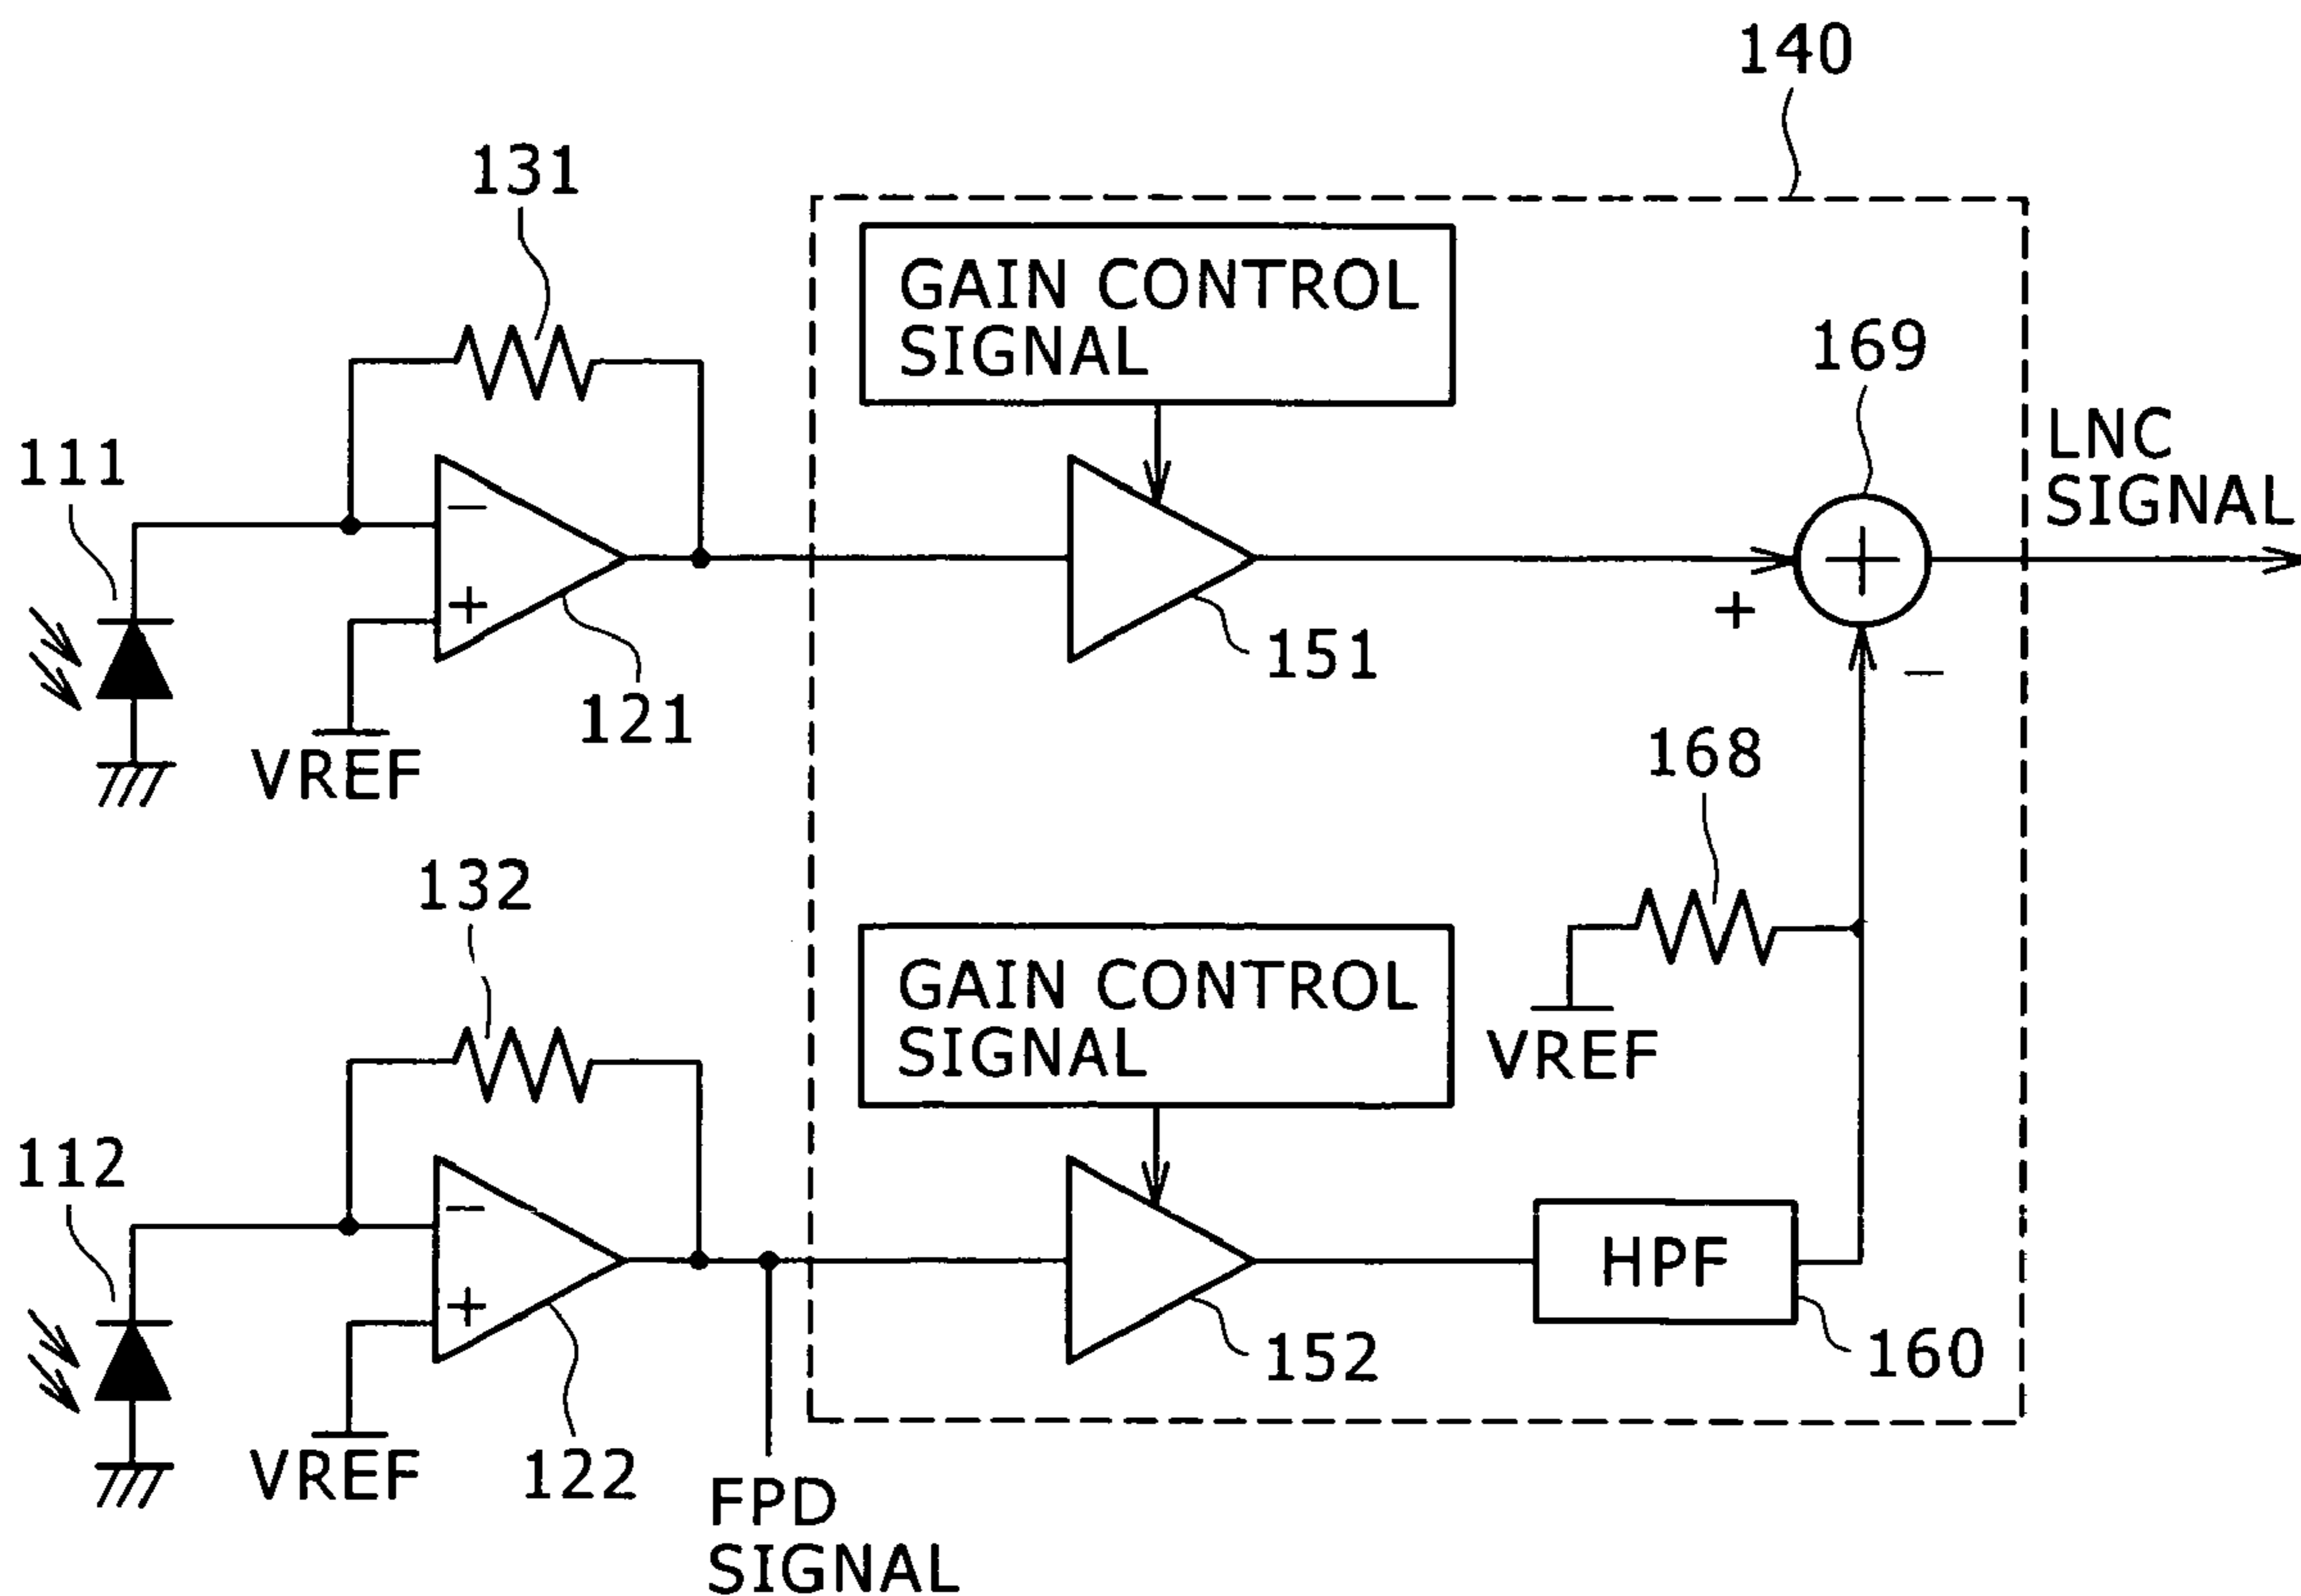 140
131
GAIN CONTROL
SIGNAL
169
LNC
SIGNAL
111
−
+
121
VREF
151
+
−
168
132
GAIN CONTROL
SIGNAL
VREF
112
−
+
122
VREF
152
HPF
160
FPD
SIGNAL